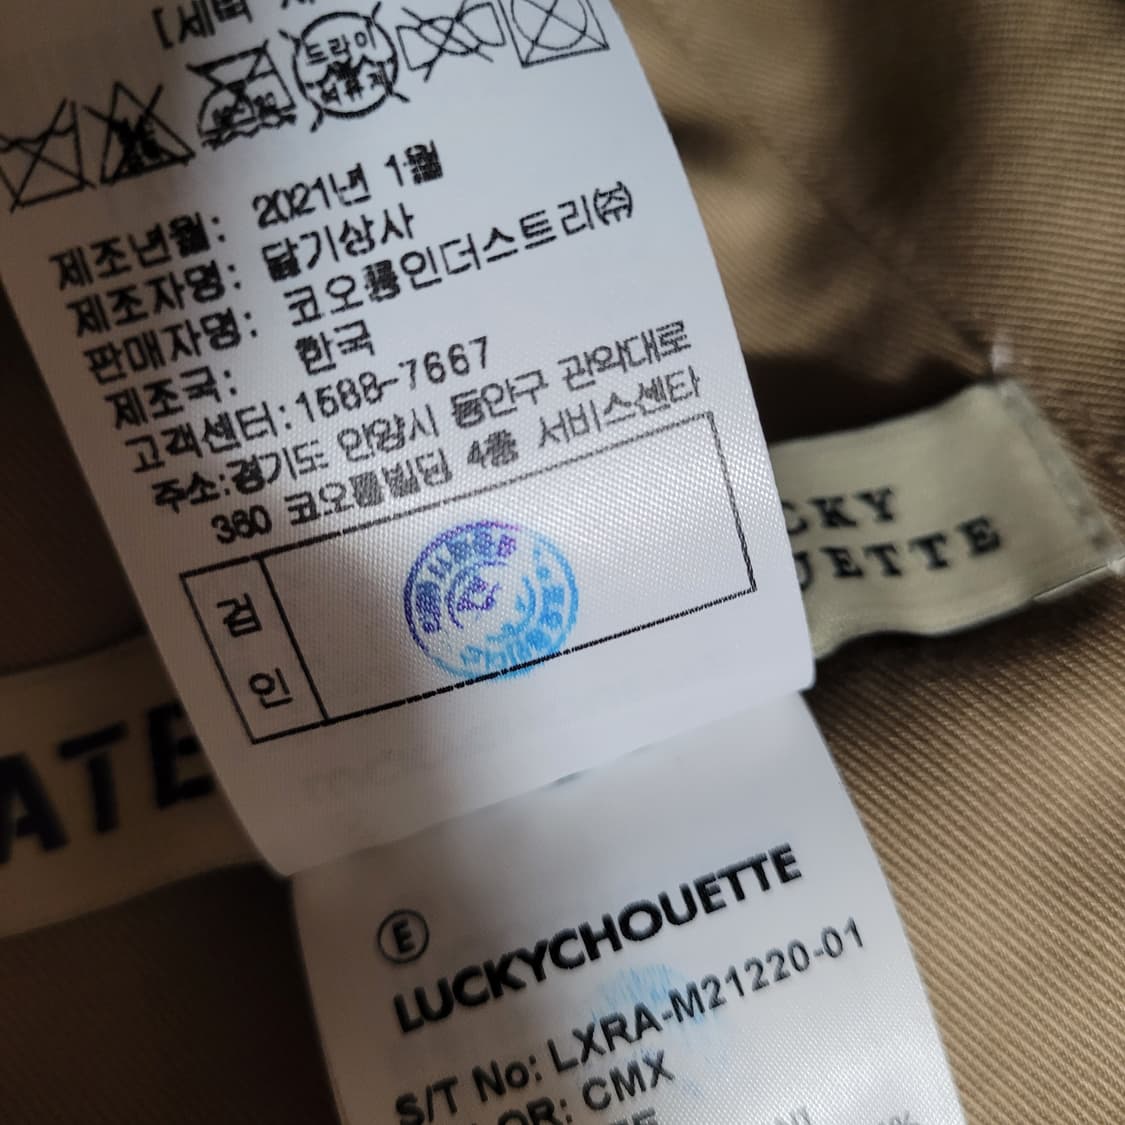 드라이
제조년월: 2021년 1월
제조자명: 달기상사
판매자명: 코오롱인더스트리㈜
제조국: 한국
고객센터:1588-7667
주소:경기도 안양시 동안구 관악대로
360 코오롱빌딩 4층 서비스센타
검
인
CKY
UETTE
ATE
E
LUCKYCHOUETTE
S/T No: LXRA-M21220-01
OR: CMX